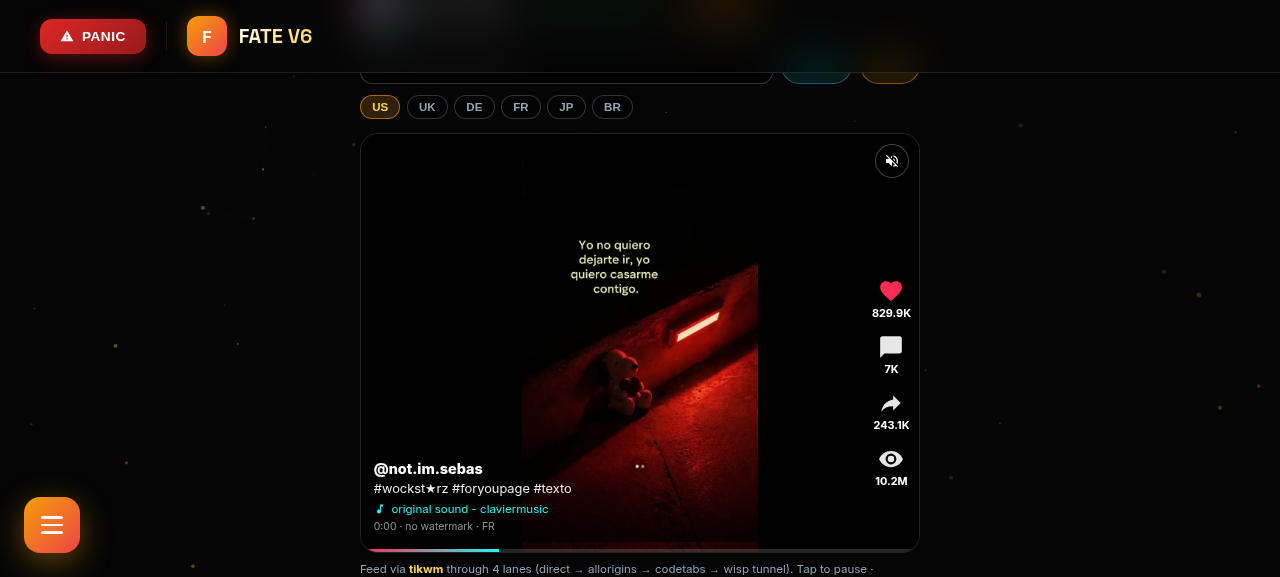 PANIC
F
FATE V6
US
UK
DE
FR
JP
BR
Yo no quiero
dejarte ir, yo
quiero casarme
contigo.
829.9K
7K
243.1K
10.2M
@not.im.sebas
#wockst★rz #foryoupage #texto
original sound - claviermusic
0:00 · no watermark · FR
Feed via tikwm through 4 lanes (direct → allorigins → codetabs → wisp tunnel). Tap to pause ·